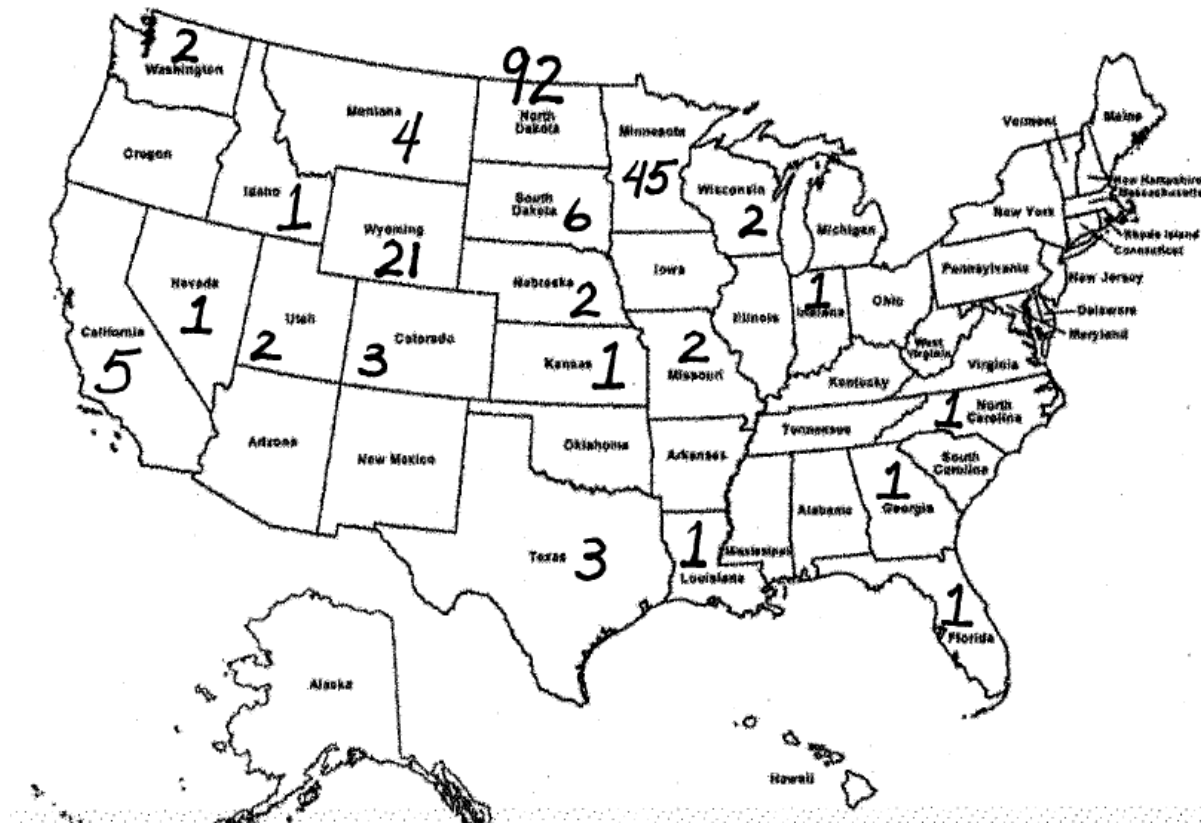 2
Washington
92
North
Dakota
Montana
4
Minnesota
45
Oregon
Idaho
1
Wyoming
21
South
Dakota
6
Wisconsin
2
Michigan
Vermont
Maine
New Hampshire
Massachusetts
New York
Rhode Island
Connecticut
Nevada
1
Utah
2
California
5
Colorado
3
Nebraska
2
Iowa
Kansas
1
Missouri
2
Illinois
1
Indiana
Ohio
Pennsylvania
New Jersey
Delaware
Maryland
West
Virginia
Virginia
Kentucky
Tennessee
1
North
Carolina
South
Carolina
Arizona
New Mexico
Oklahoma
Arkansas
Texas
3
1
Louisiana
Mississippi
Alabama
1
Georgia
1
Florida
Alaska
Hawaii